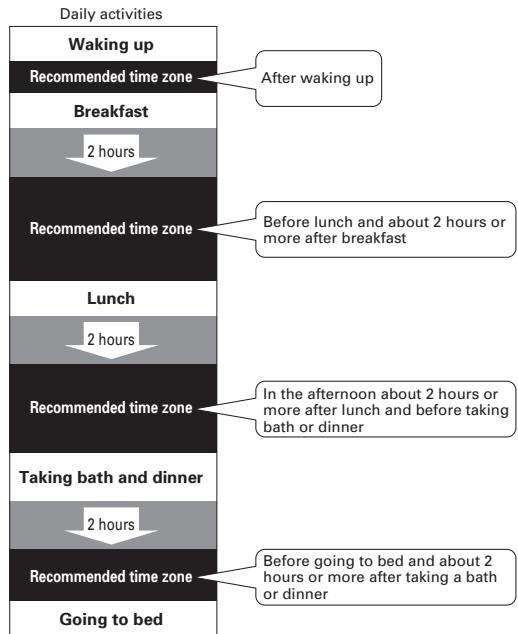 Daily activities
Waking up
Recommended time zone
After waking up
Breakfast
2 hours
Recommended time zone
Before lunch and about 2 hours or
more after breakfast
Lunch
2 hours
Recommended time zone
In the afternoon about 2 hours or
more after lunch and before taking
bath or dinner
Taking bath and dinner
2 hours
Recommended time zone
Before going to bed and about 2
hours or more after taking a bath
or dinner
Going to bed